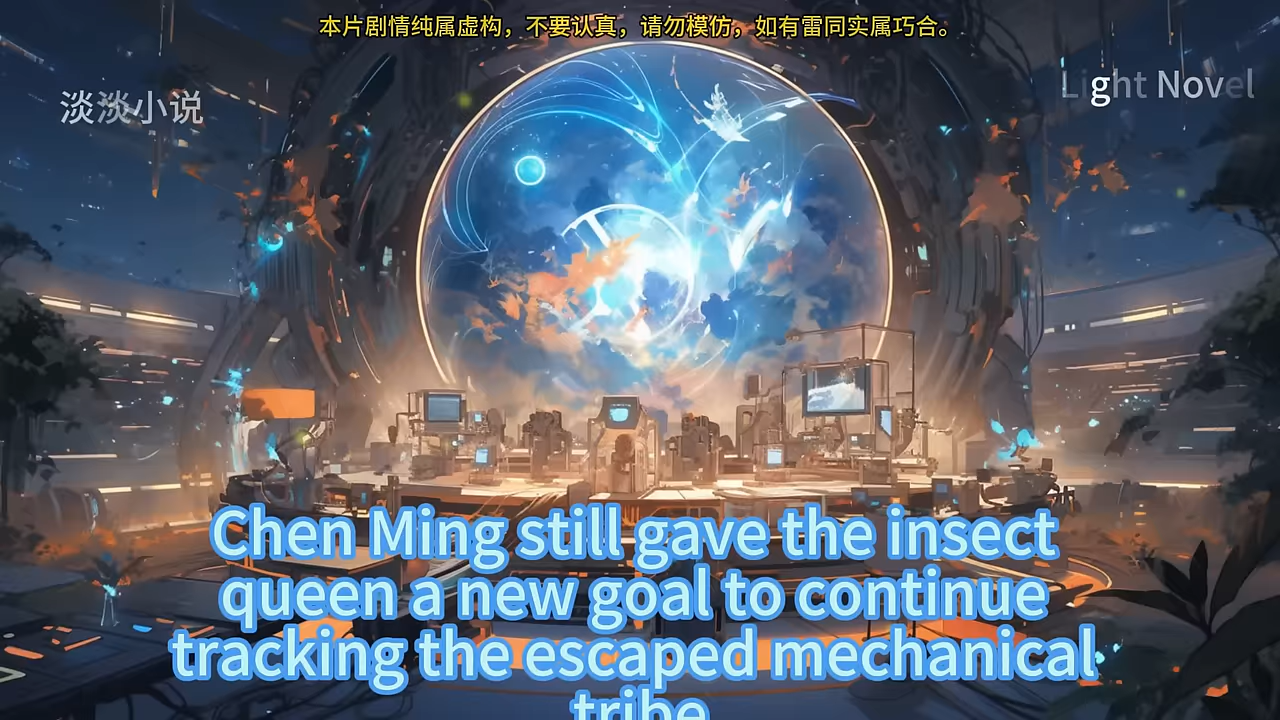 本片剧情纯属虚构，不要认真，请勿模仿，如有雷同实属巧合。
淡淡小说
Light Novel
Chen Ming still gave the insect
queen a new goal to continue
tracking the escaped mechanical
tribe